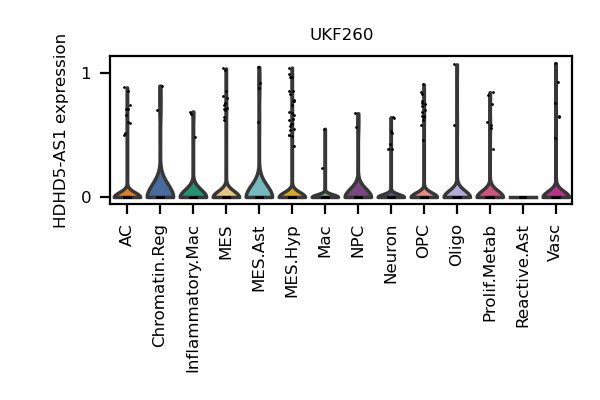 UKF260
HDHD5-AS1 expression
1
0
AC
Chromatin.Reg
Inflammatory.Mac
MES
MES.Ast
MES.Hyp
Mac
NPC
Neuron
OPC
Oligo
Prolif.Metab
Reactive.Ast
Vasc